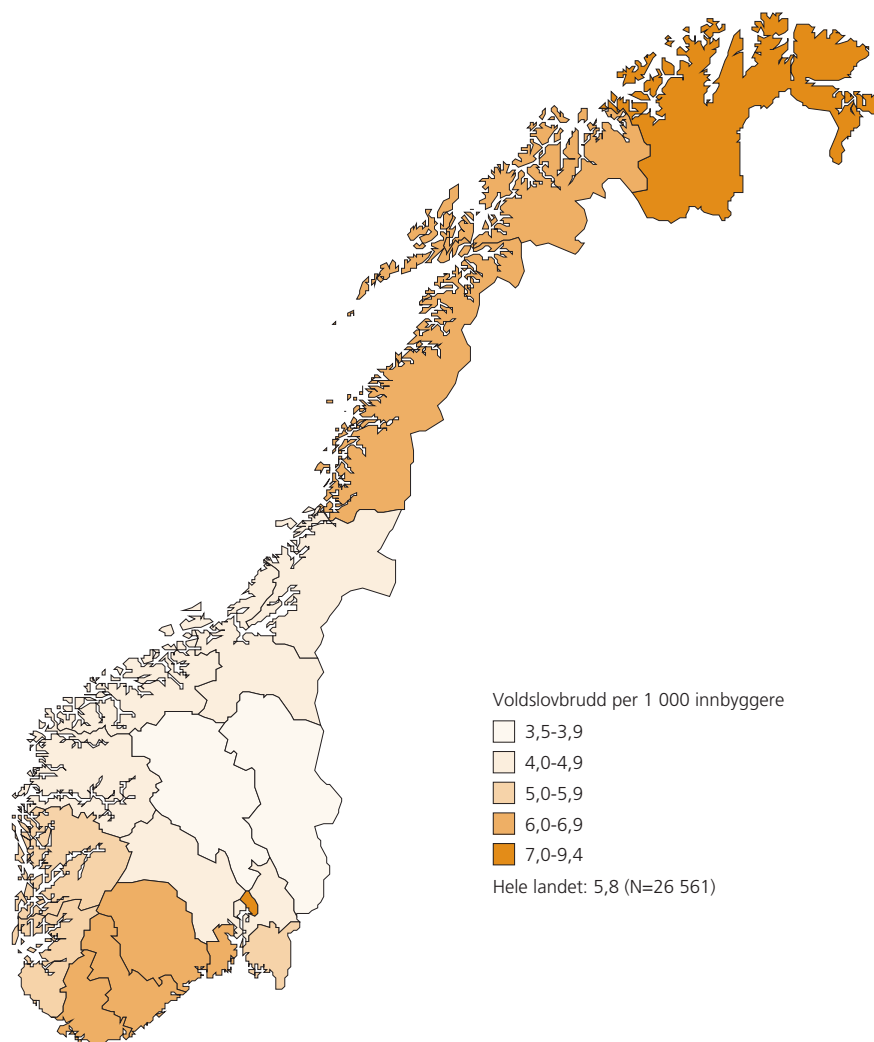 Voldslovbrudd per 1 000 innbyggere
3,5-3,9
4,0-4,9
5,0-5,9
6,0-6,9
7,0-9,4
Hele landet: 5,8 (N=26 561)